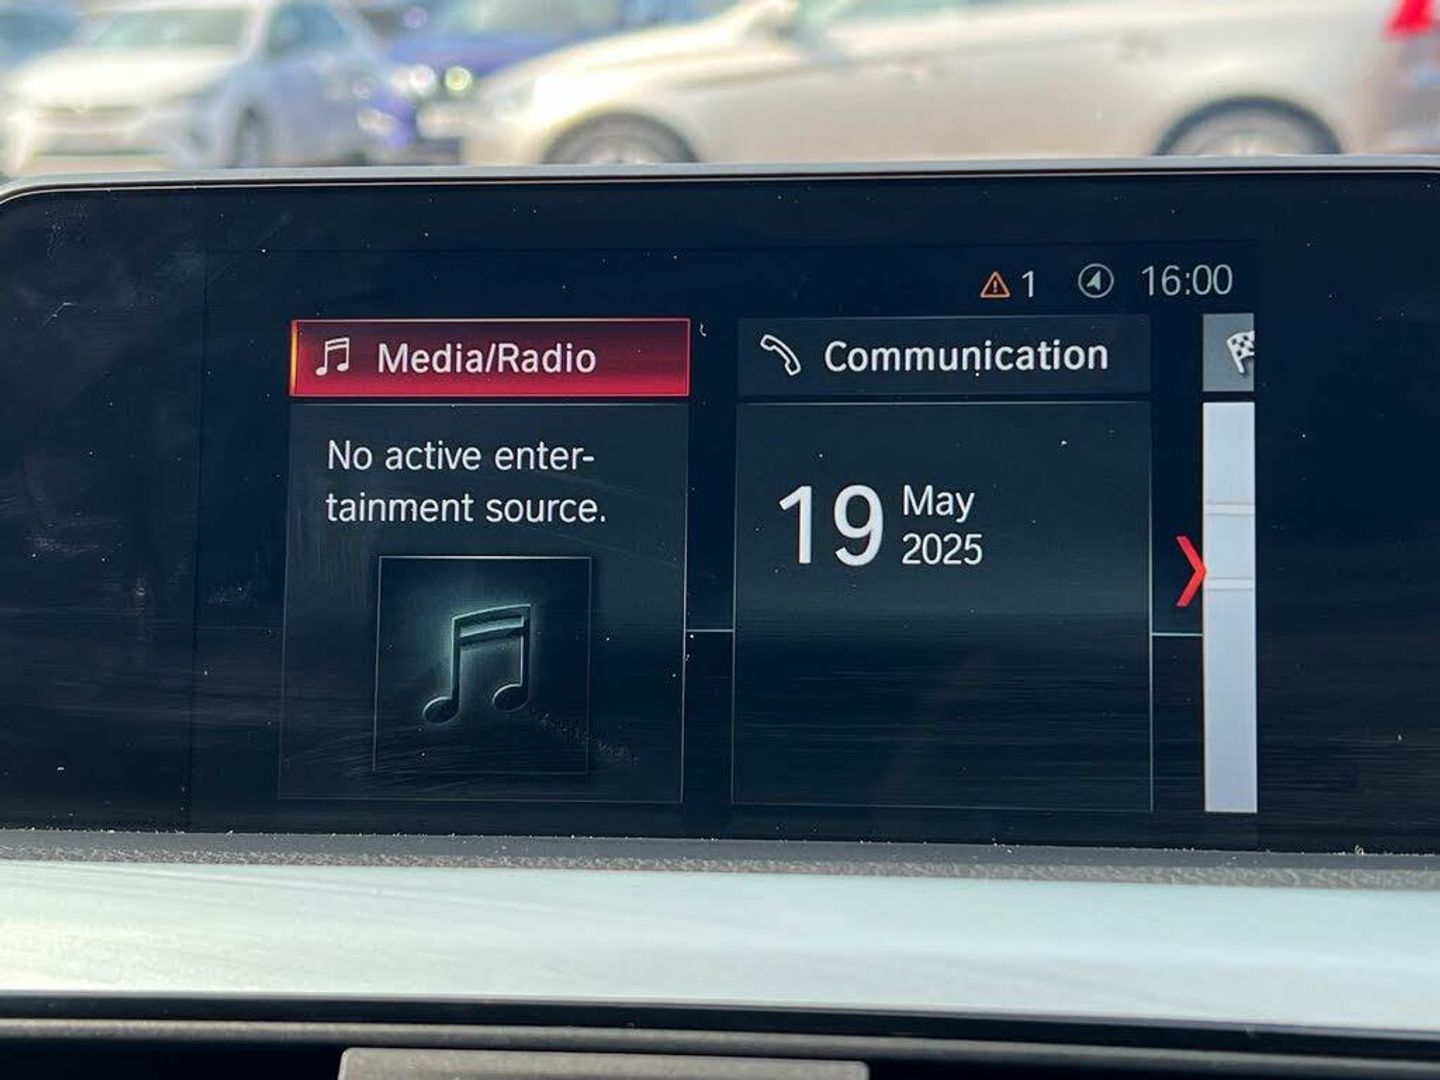 1 16:00
Media/Radio
Communication
No active enter-
tainment source.
19 May
2025